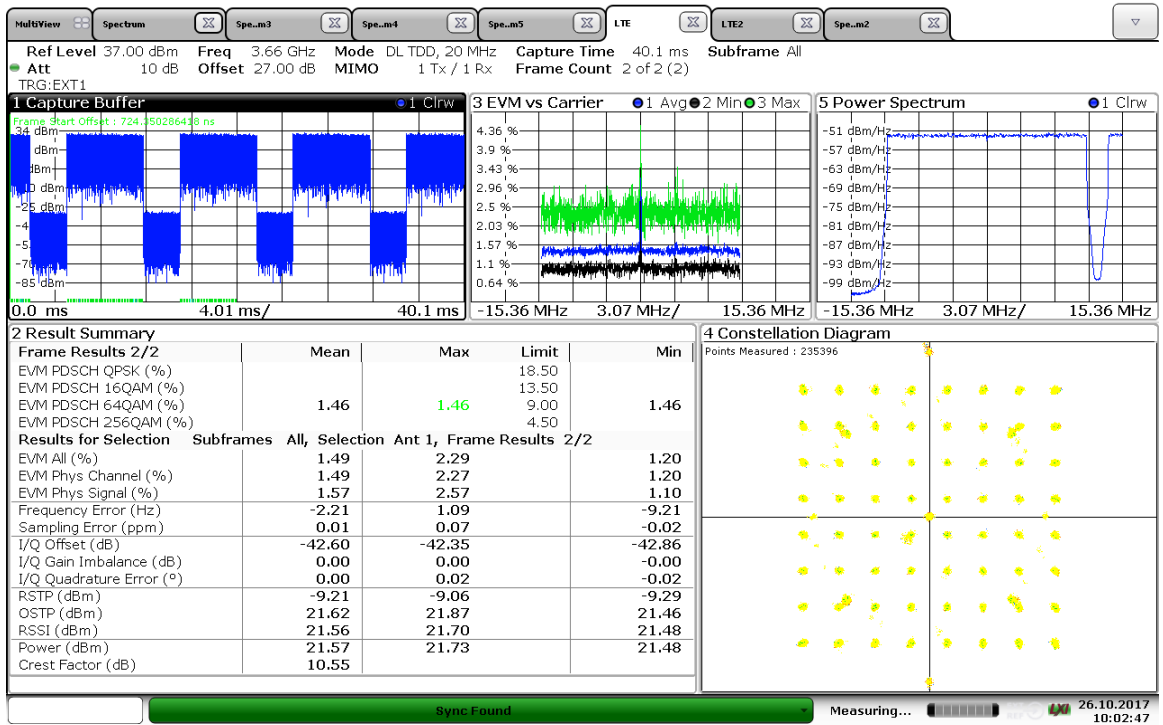 MultiView Spectrum Spe..m3 Spe..m4 Spe..m5 LTE LTE2 Spe..m2
Ref Level 37.00 dBm Freq 3.66 GHz Mode DL TDD, 20 MHz Capture Time 40.1 ms Subframe All
Att 10 dB Offset 27.00 dB MIMO 1 Tx / 1 Rx Frame Count 2 of 2 (2)
TRG:EXT1
1 Capture Buffer 1 Clrw
Frame Start Offset : 724.350286418 ns
34 dBm
dBm
dBm
dBm
-25 dBm
-85 dBm
0.0 ms 4.01 ms/ 40.1 ms
3 EVM vs Carrier 1 Avg 2 Min 3 Max
4.36 %
3.9 %
3.43 %
2.96 %
2.5 %
2.03 %
1.57 %
1.1 %
0.64 %
-15.36 MHz 3.07 MHz/ 15.36 MHz
5 Power Spectrum 1 Clrw
-51 dBm/Hz
-57 dBm/Hz
-63 dBm/Hz
-69 dBm/Hz
-75 dBm/Hz
-81 dBm/Hz
-87 dBm/Hz
-93 dBm/Hz
-99 dBm/Hz
-15.36 MHz 3.07 MHz/ 15.36 MHz
2 Result Summary
Frame Results 2/2 Mean Max Limit Min
EVM PDSCH QPSK (%) 18.50
EVM PDSCH 16QAM (%) 13.50
EVM PDSCH 64QAM (%) 1.46 1.46 9.00 1.46
EVM PDSCH 256QAM (%) 4.50
Results for Selection Subframes All, Selection Ant 1, Frame Results 2/2
EVM All (%) 1.49 2.29 1.20
EVM Phys Channel (%) 1.49 2.27 1.20
EVM Phys Signal (%) 1.57 2.57 1.10
Frequency Error (Hz) -2.21 1.09 -9.21
Sampling Error (ppm) 0.01 0.07 -0.02
I/Q Offset (dB) -42.60 -42.35 -42.86
I/Q Gain Imbalance (dB) 0.00 0.00 -0.00
I/Q Quadrature Error (°) 0.00 0.02 -0.02
RSTP (dBm) -9.21 -9.06 -9.29
OSTP (dBm) 21.62 21.87 21.46
RSSI (dBm) 21.56 21.70 21.48
Power (dBm) 21.57 21.73 21.48
Crest Factor (dB) 10.55
4 Constellation Diagram
Points Measured : 235396
Sync Found
Measuring...
LXI
26.10.2017
10:02:47